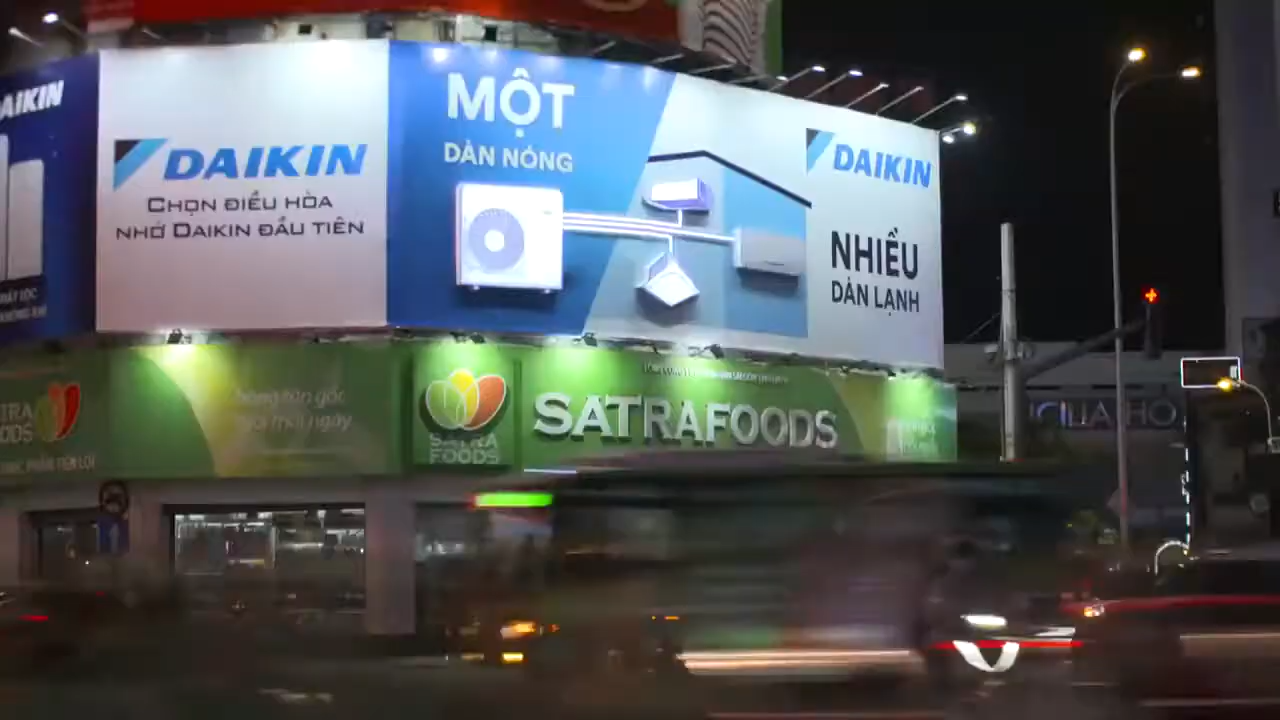 DAIKIN
DAIKIN
CHỌN ĐIỀU HÒA
NHỚ DAIKIN ĐẦU TIÊN
MỘT
DÀN NÓNG
DAIKIN
NHIỀU
DÀN LẠNH
SATRA
FOODS
SATRAFOODS